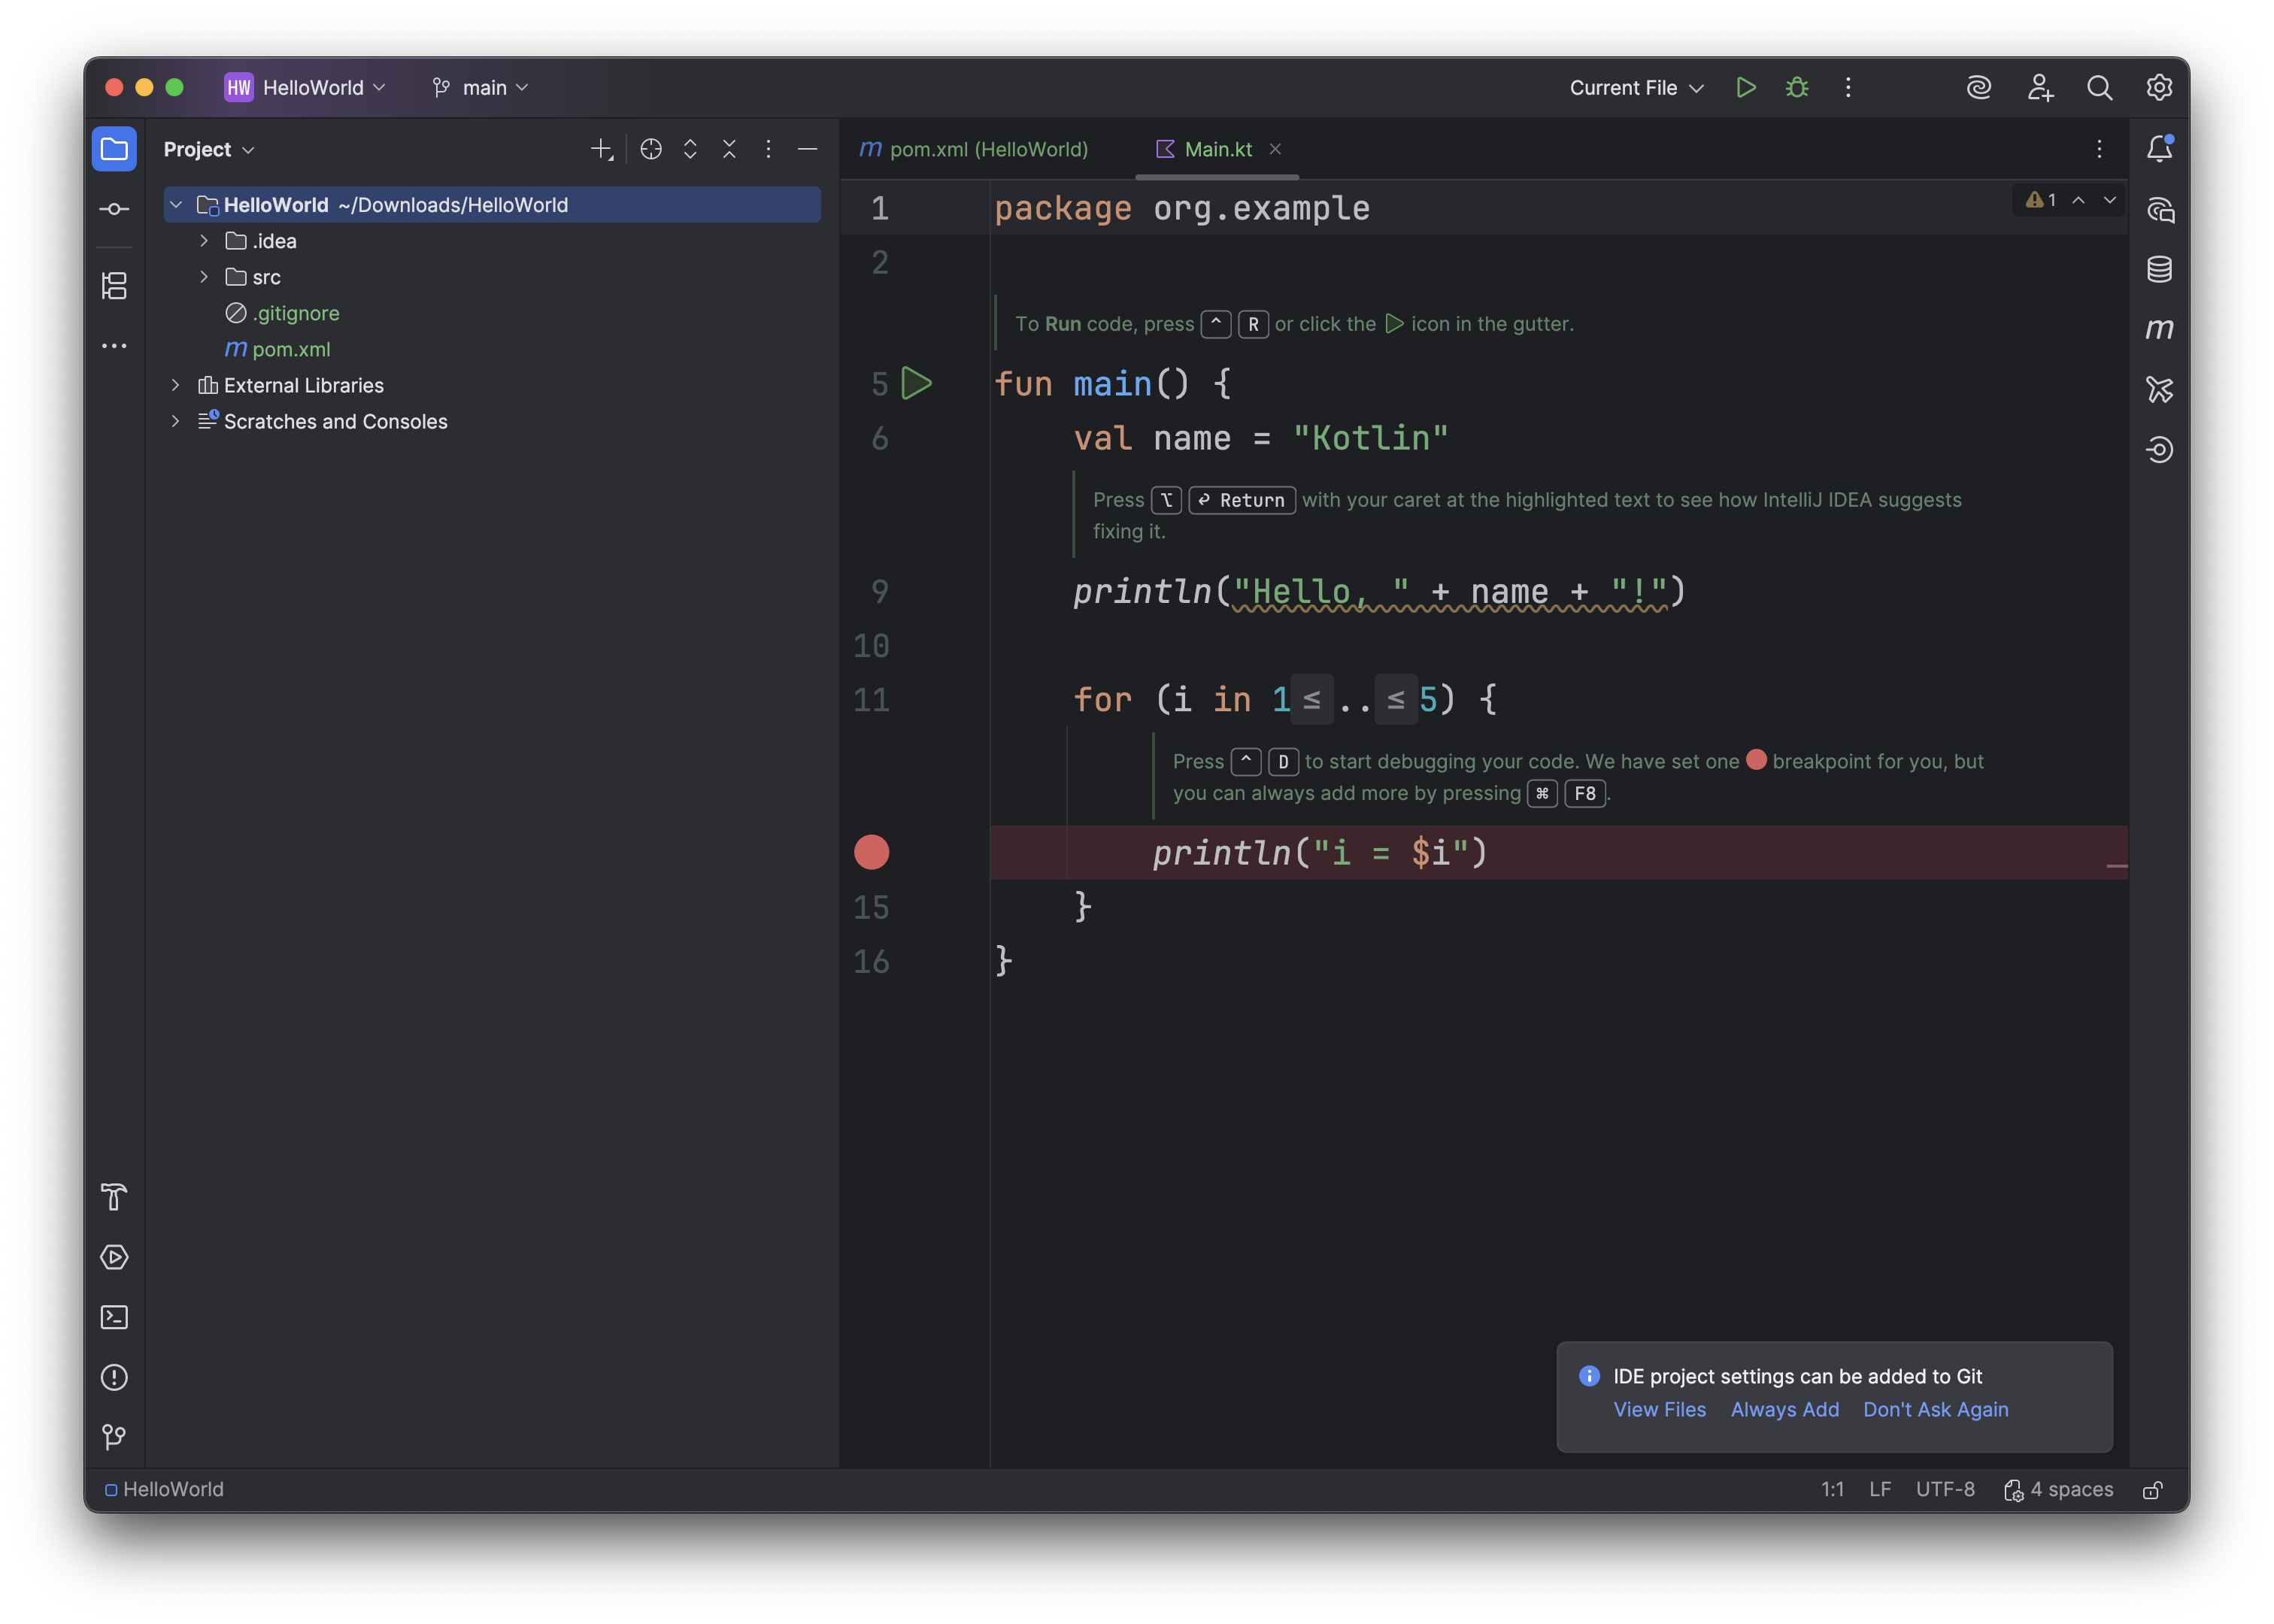 HW HelloWorld
main
Current File
Project
HelloWorld ~/Downloads/HelloWorld
.idea
src
.gitignore
m pom.xml
External Libraries
Scratches and Consoles
m pom.xml (HelloWorld)
Main.kt
1 package org.example
1
2
To Run code, press ^ R or click the icon in the gutter.
5 fun main() {
6 val name = "Kotlin"
Press ⌥ ⏎ Return with your caret at the highlighted text to see how IntelliJ IDEA suggests
fixing it.
9 println("Hello, " + name + "!")
10
11 for (i in 1 ≤ .. ≤ 5) {
Press ^ D to start debugging your code. We have set one breakpoint for you, but
you can always add more by pressing ⌘ F8.
println("i = $i")
15 }
16 }
m
IDE project settings can be added to Git
View Files Always Add Don't Ask Again
HelloWorld
1:1 LF UTF-8 4 spaces